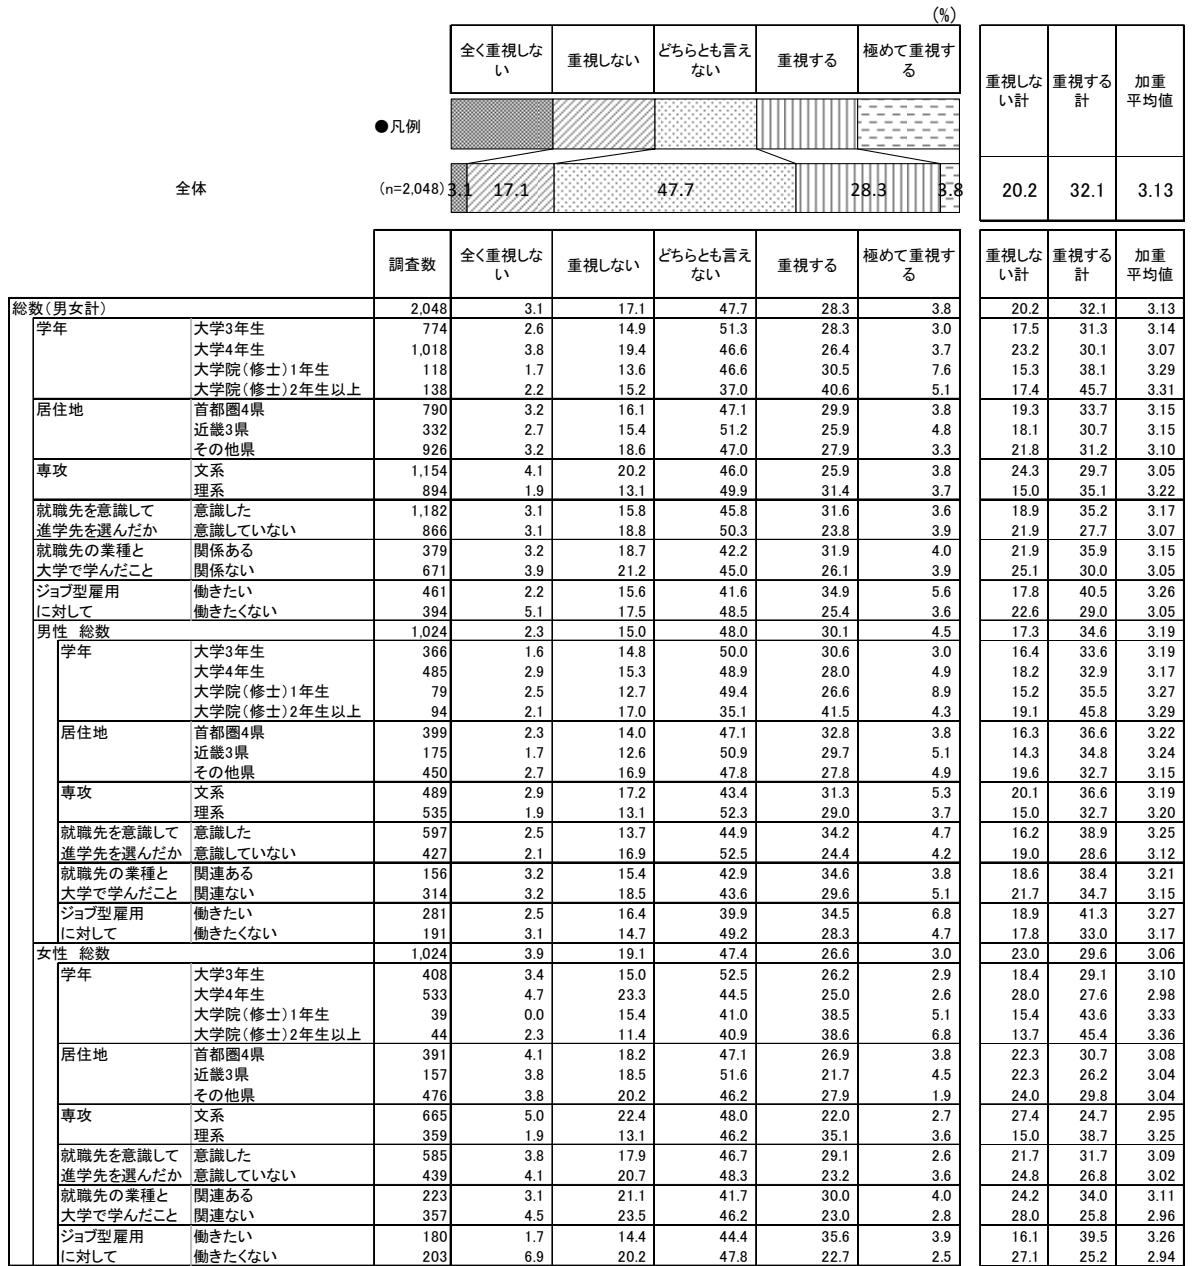 (%)
全く重視しない 重視しない どちらとも言えない 重視する 極めて重視する 重視しない計 重視する計 加重平均値
●凡例
全体 (n=2,048) 3.1 17.1 47.7 28.3 3.8 20.2 32.1 3.13
調査数 全く重視しない 重視しない どちらとも言えない 重視する 極めて重視する 重視しない計 重視する計 加重平均値
総数(男女計) 2,048 3.1 17.1 47.7 28.3 3.8 20.2 32.1 3.13
学年 大学3年生 774 2.6 14.9 51.3 28.3 3.0 17.5 31.3 3.14
大学4年生 1,018 3.8 19.4 46.6 26.4 3.7 23.2 30.1 3.07
大学院(修士)1年生 118 1.7 13.6 46.6 30.5 7.6 15.3 38.1 3.29
大学院(修士)2年生以上 138 2.2 15.2 37.0 40.6 5.1 17.4 45.7 3.31
居住地 首都圏4県 790 3.2 16.1 47.1 29.9 3.8 19.3 33.7 3.15
近畿3県 332 2.7 15.4 51.2 25.9 4.8 18.1 30.7 3.15
その他県 926 3.2 18.6 47.0 27.9 3.3 21.8 31.2 3.10
専攻 文系 1,154 4.1 20.2 46.0 25.9 3.8 24.3 29.7 3.05
理系 894 1.9 13.1 49.9 31.4 3.7 15.0 35.1 3.22
就職先を意識して 意識した 1,182 3.1 15.8 45.8 31.6 3.6 18.9 35.2 3.17
進学先を選んだか 意識していない 866 3.1 18.8 50.3 23.8 3.9 21.9 27.7 3.07
就職先の業種と 関係ある 379 3.2 18.7 42.2 31.9 4.0 21.9 35.9 3.15
大学で学んだこと 関係ない 671 3.9 21.2 45.0 26.1 3.9 25.1 30.0 3.05
ジョブ型雇用 働きたい 461 2.2 15.6 41.6 34.9 5.6 17.8 40.5 3.26
に対して 働きたくない 394 5.1 17.5 48.5 25.4 3.6 22.6 29.0 3.05
男性 総数 1,024 2.3 15.0 48.0 30.1 4.5 17.3 34.6 3.19
学年 大学3年生 366 1.6 14.8 50.0 30.6 3.0 16.4 33.6 3.19
大学4年生 485 2.9 15.3 48.9 28.0 4.9 18.2 32.9 3.17
大学院(修士)1年生 79 2.5 12.7 49.4 26.6 8.9 15.2 35.5 3.27
大学院(修士)2年生以上 94 2.1 17.0 35.1 41.5 4.3 19.1 45.8 3.29
居住地 首都圏4県 399 2.3 14.0 47.1 32.8 3.8 16.3 36.6 3.22
近畿3県 175 1.7 12.6 50.9 29.7 5.1 14.3 34.8 3.24
その他県 450 2.7 16.9 47.8 27.8 4.9 19.6 32.7 3.15
専攻 文系 489 2.9 17.2 43.4 31.3 5.3 20.1 36.6 3.19
理系 535 1.9 13.1 52.3 29.0 3.7 15.0 32.7 3.20
就職先を意識して 意識した 597 2.5 13.7 44.9 34.2 4.7 16.2 38.9 3.25
進学先を選んだか 意識していない 427 2.1 16.9 52.5 24.4 4.2 19.0 28.6 3.12
就職先の業種と 関連ある 156 3.2 15.4 42.9 34.6 3.8 18.6 38.4 3.21
大学で学んだこと 関連ない 314 3.2 18.5 43.6 29.6 5.1 21.7 34.7 3.15
ジョブ型雇用 働きたい 281 2.5 16.4 39.9 34.5 6.8 18.9 41.3 3.27
に対して 働きたくない 191 3.1 14.7 49.2 28.3 4.7 17.8 33.0 3.17
女性 総数 1,024 3.9 19.1 47.4 26.6 3.0 23.0 29.6 3.06
学年 大学3年生 408 3.4 15.0 52.5 26.2 2.9 18.4 29.1 3.10
大学4年生 533 4.7 23.3 44.5 25.0 2.6 28.0 27.6 2.98
大学院(修士)1年生 39 0.0 15.4 41.0 38.5 5.1 15.4 43.6 3.33
大学院(修士)2年生以上 44 2.3 11.4 40.9 38.6 6.8 13.7 45.4 3.36
居住地 首都圏4県 391 4.1 18.2 47.1 26.9 3.8 22.3 30.7 3.08
近畿3県 157 3.8 18.5 51.6 21.7 4.5 22.3 26.2 3.04
その他県 476 3.8 20.2 46.2 27.9 1.9 24.0 29.8 3.04
専攻 文系 665 5.0 22.4 48.0 22.0 2.7 27.4 24.7 2.95
理系 359 1.9 13.1 46.2 35.1 3.6 15.0 38.7 3.25
就職先を意識して 意識した 585 3.8 17.9 46.7 29.1 2.6 21.7 31.7 3.09
進学先を選んだか 意識していない 439 4.1 20.7 48.3 23.2 3.6 24.8 26.8 3.02
就職先の業種と 関連ある 223 3.1 21.1 41.7 30.0 4.0 24.2 34.0 3.11
大学で学んだこと 関連ない 357 4.5 23.5 46.2 23.0 2.8 28.0 25.8 2.96
ジョブ型雇用 働きたい 180 1.7 14.4 44.4 35.6 3.9 16.1 39.5 3.26
に対して 働きたくない 203 6.9 20.2 47.8 22.7 2.5 27.1 25.2 2.94